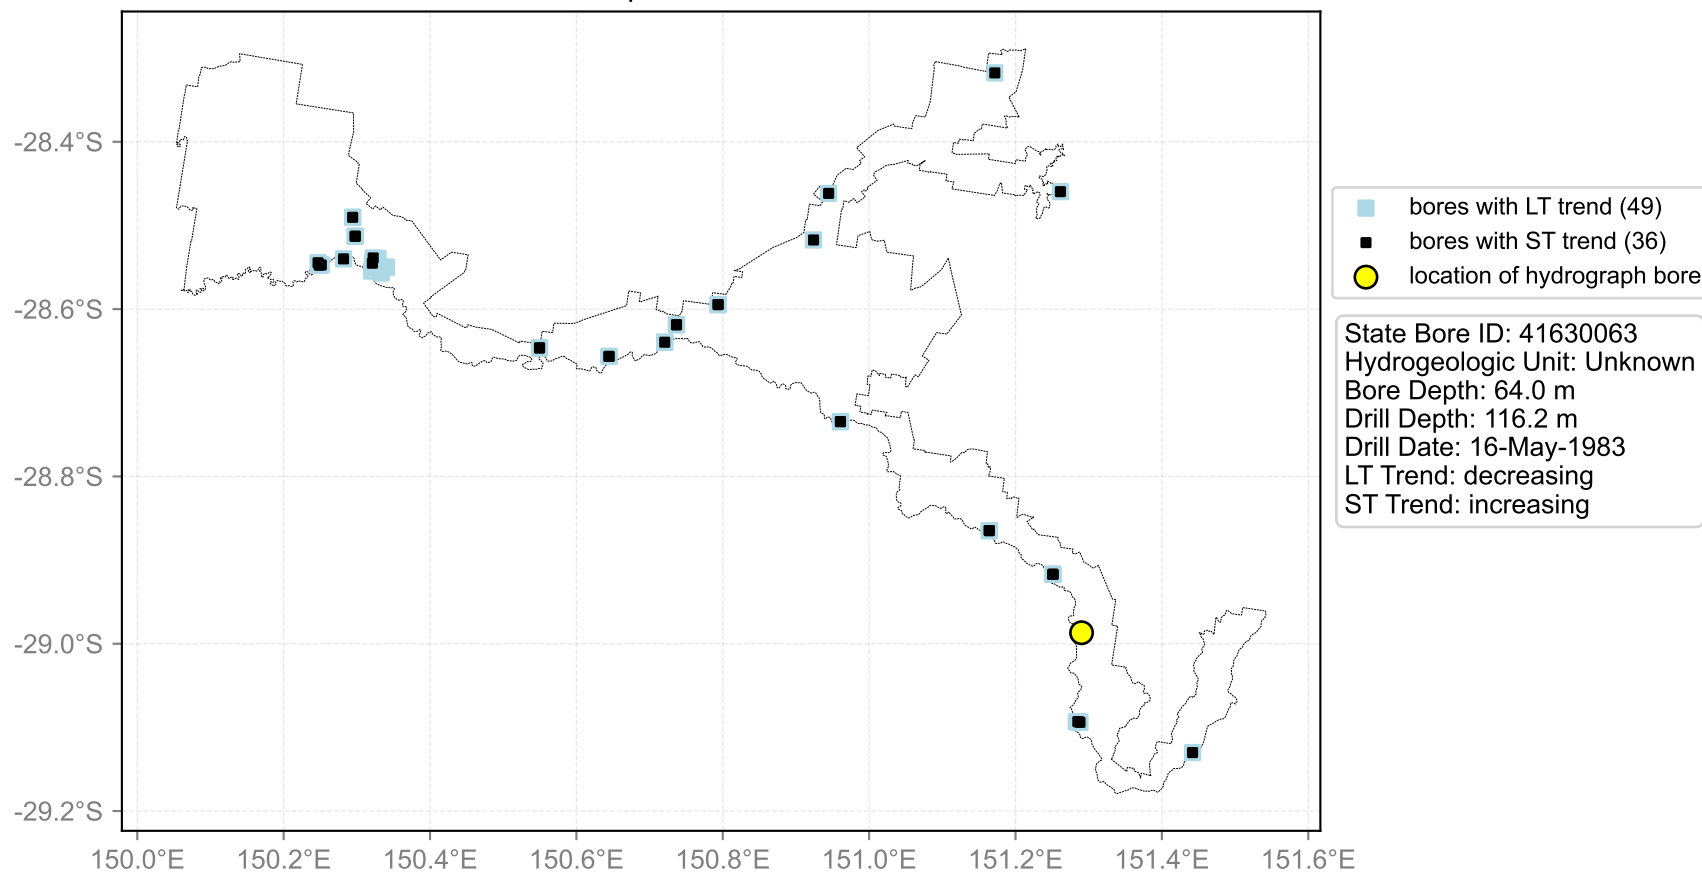 -28.4°S
-28.6°S
-28.8°S
-29.0°S
-29.2°S
150.0°E
150.2°E
150.4°E
150.6°E
150.8°E
151.0°E
151.2°E
151.4°E
151.6°E
bores with LT trend (49)
bores with ST trend (36)
location of hydrograph bore
State Bore ID: 41630063
Hydrogeologic Unit: Unknown
Bore Depth: 64.0 m
Drill Depth: 116.2 m
Drill Date: 16-May-1983
LT Trend: decreasing
ST Trend: increasing